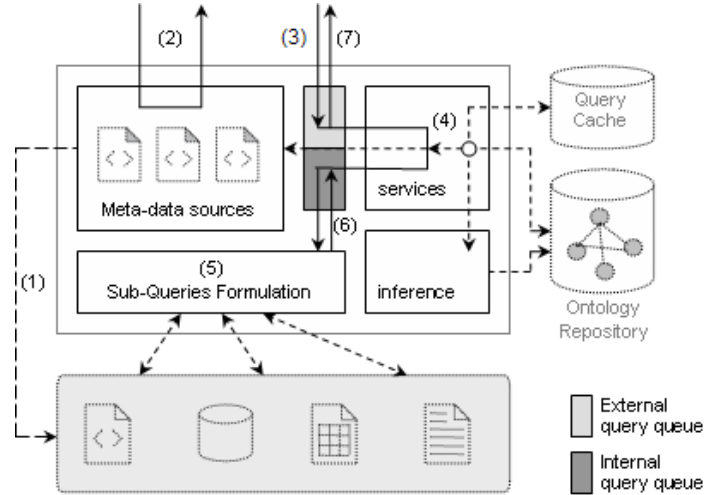 (2)
(3)
(7)
Query
Cache
(4)
services
Meta-data sources
(6)
(1)
(5)
Sub-Queries Formulation
inference
Ontology
Repository
External
query queue
Internal
query queue